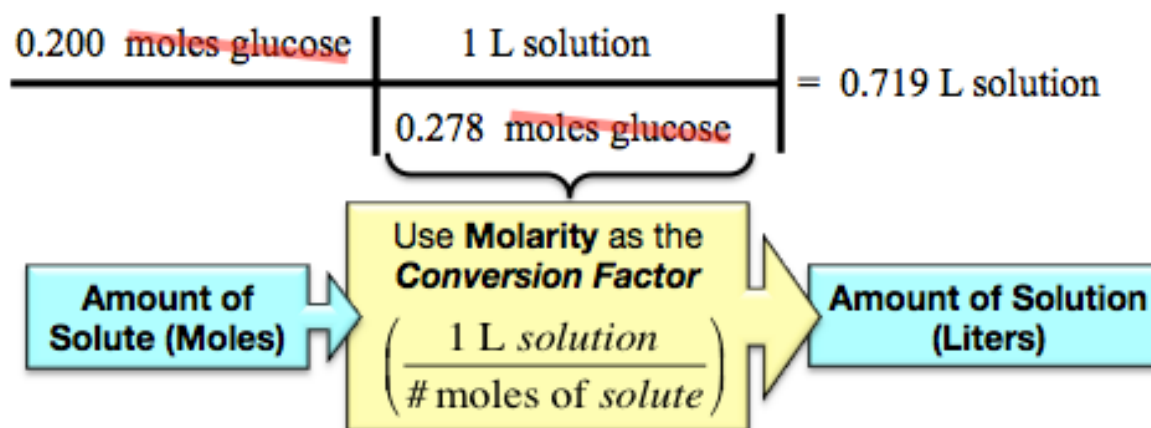 0.200 moles glucose 1 L solution
= 0.719 L solution
0.278 moles glucose
Use Molarity as the
Conversion Factor
Amount of
Solute (Moles)
(1 L solution
# moles of solute)
Amount of Solution
(Liters)